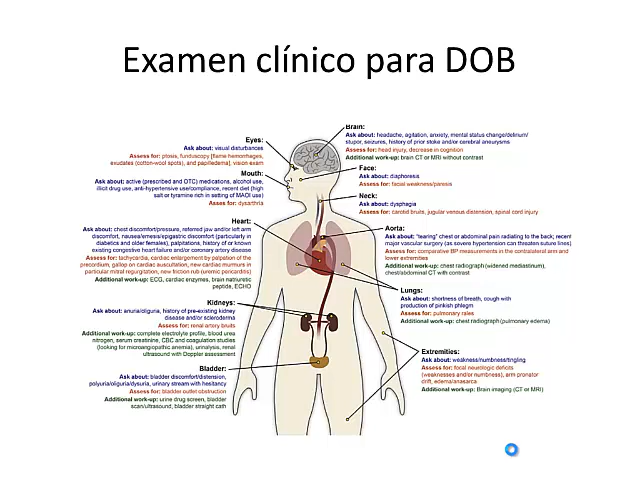 Examen clínico para DOB
Brain:
Ask about: headache, agitation, anxiety, mental status change/delirium/
stupor, seizures, history of prior stoke and/or cerebral aneurysms
Assess for: head injury, decrease in cognition
Additional work-up: brain CT or MRI without contrast
Eyes:
Ask about: visual disturbances
Assess for: ptosis, funduscopy [flame hemorrhages,
exudates (cotton-wool spots), and papilledema], vision exam
Face:
Ask about: diaphoresis
Assess for: facial weakness/paresis
Mouth:
Ask about: active (prescribed and OTC) medications, alcohol use,
illicit drug use, anti-hypertensive use/compliance, recent diet (high
salt or tyramine rich in setting of MAOI use)
Asses for: dysarthria
Neck:
Ask about: dysphagia
Assess for: carotid bruits, jugular venous distension, spinal cord injury
Heart:
Ask about: chest discomfort/pressure, referred jaw and/or left arm
discomfort, nausea/emesis/epigastric discomfort (particularly in
diabetics and older females), palpitations, history of or known
existing congestive heart failure and/or coronary artery disease
Assess for: tachycardia, cardiac enlargement by palpation of the
precordium, gallop on cardiac auscultation, new cardiac murmurs in
particular mitral regurgitation, new friction rub (uremic pericardits)
Additional work-up: ECG, cardiac enzymes, brain natriuretic
peptide, ECHO
Aorta:
Ask about: "tearing" chest or abdominal pain radiating to the back; recent
major vascular surgery (as severe hypertension can threaten suture lines)
Assess for: comparative BP measurements in the contralateral arm and
lower extremities
Additional work-up: chest radiograph (widened mediastinum),
chest/abdominal CT with contrast
Lungs:
Ask about: shortness of breath, cough with
production of pinkish phlegm
Assess for: pulmonary rales
Additional work-up: chest radiograph (pulmonary edema)
Kidneys:
Ask about: anuria/oliguria, history of pre-existing kidney
disease and/or scleroderma
Assess for: renal artery bruits
Additional work-up: complete electrolyte profile, blood urea
nitrogen, serum creatinine, CBC and coagulation studies
(looking for microangiopathic anemia), urinalysis, renal
ultrasound with Doppler assessment
Extremities:
Ask about: weakness/numbness/tingling
Assess for: focal neurologic deficits
(weaknesses and/or numbness), arm pronator
drift, edema/anasarca
Additional work-up: Brain imaging (CT or MRI)
Bladder:
Ask about: bladder discomfort/distension,
polyuria/oliguria/dysuria, urinary stream with hesitancy
Assess for: bladder outlet obstruction
Additional work-up: urine drug screen, bladder
scan/ultrasound, bladder straight cath